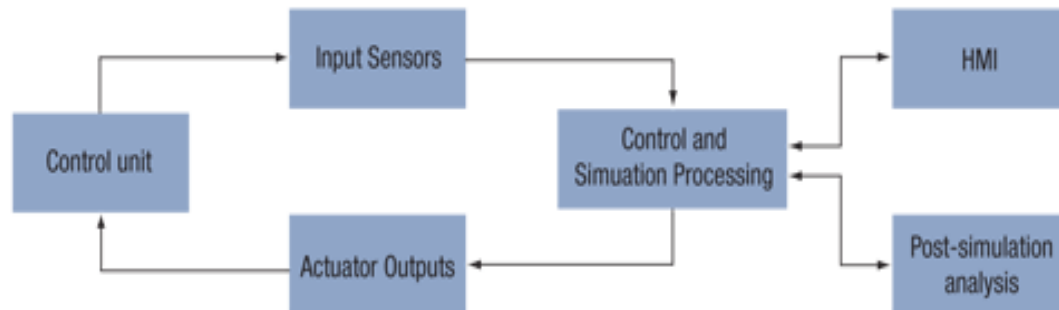 Input Sensors
HMI
Control unit
Control and
Simuation Processing
Actuator Outputs
Post-simulation
analysis